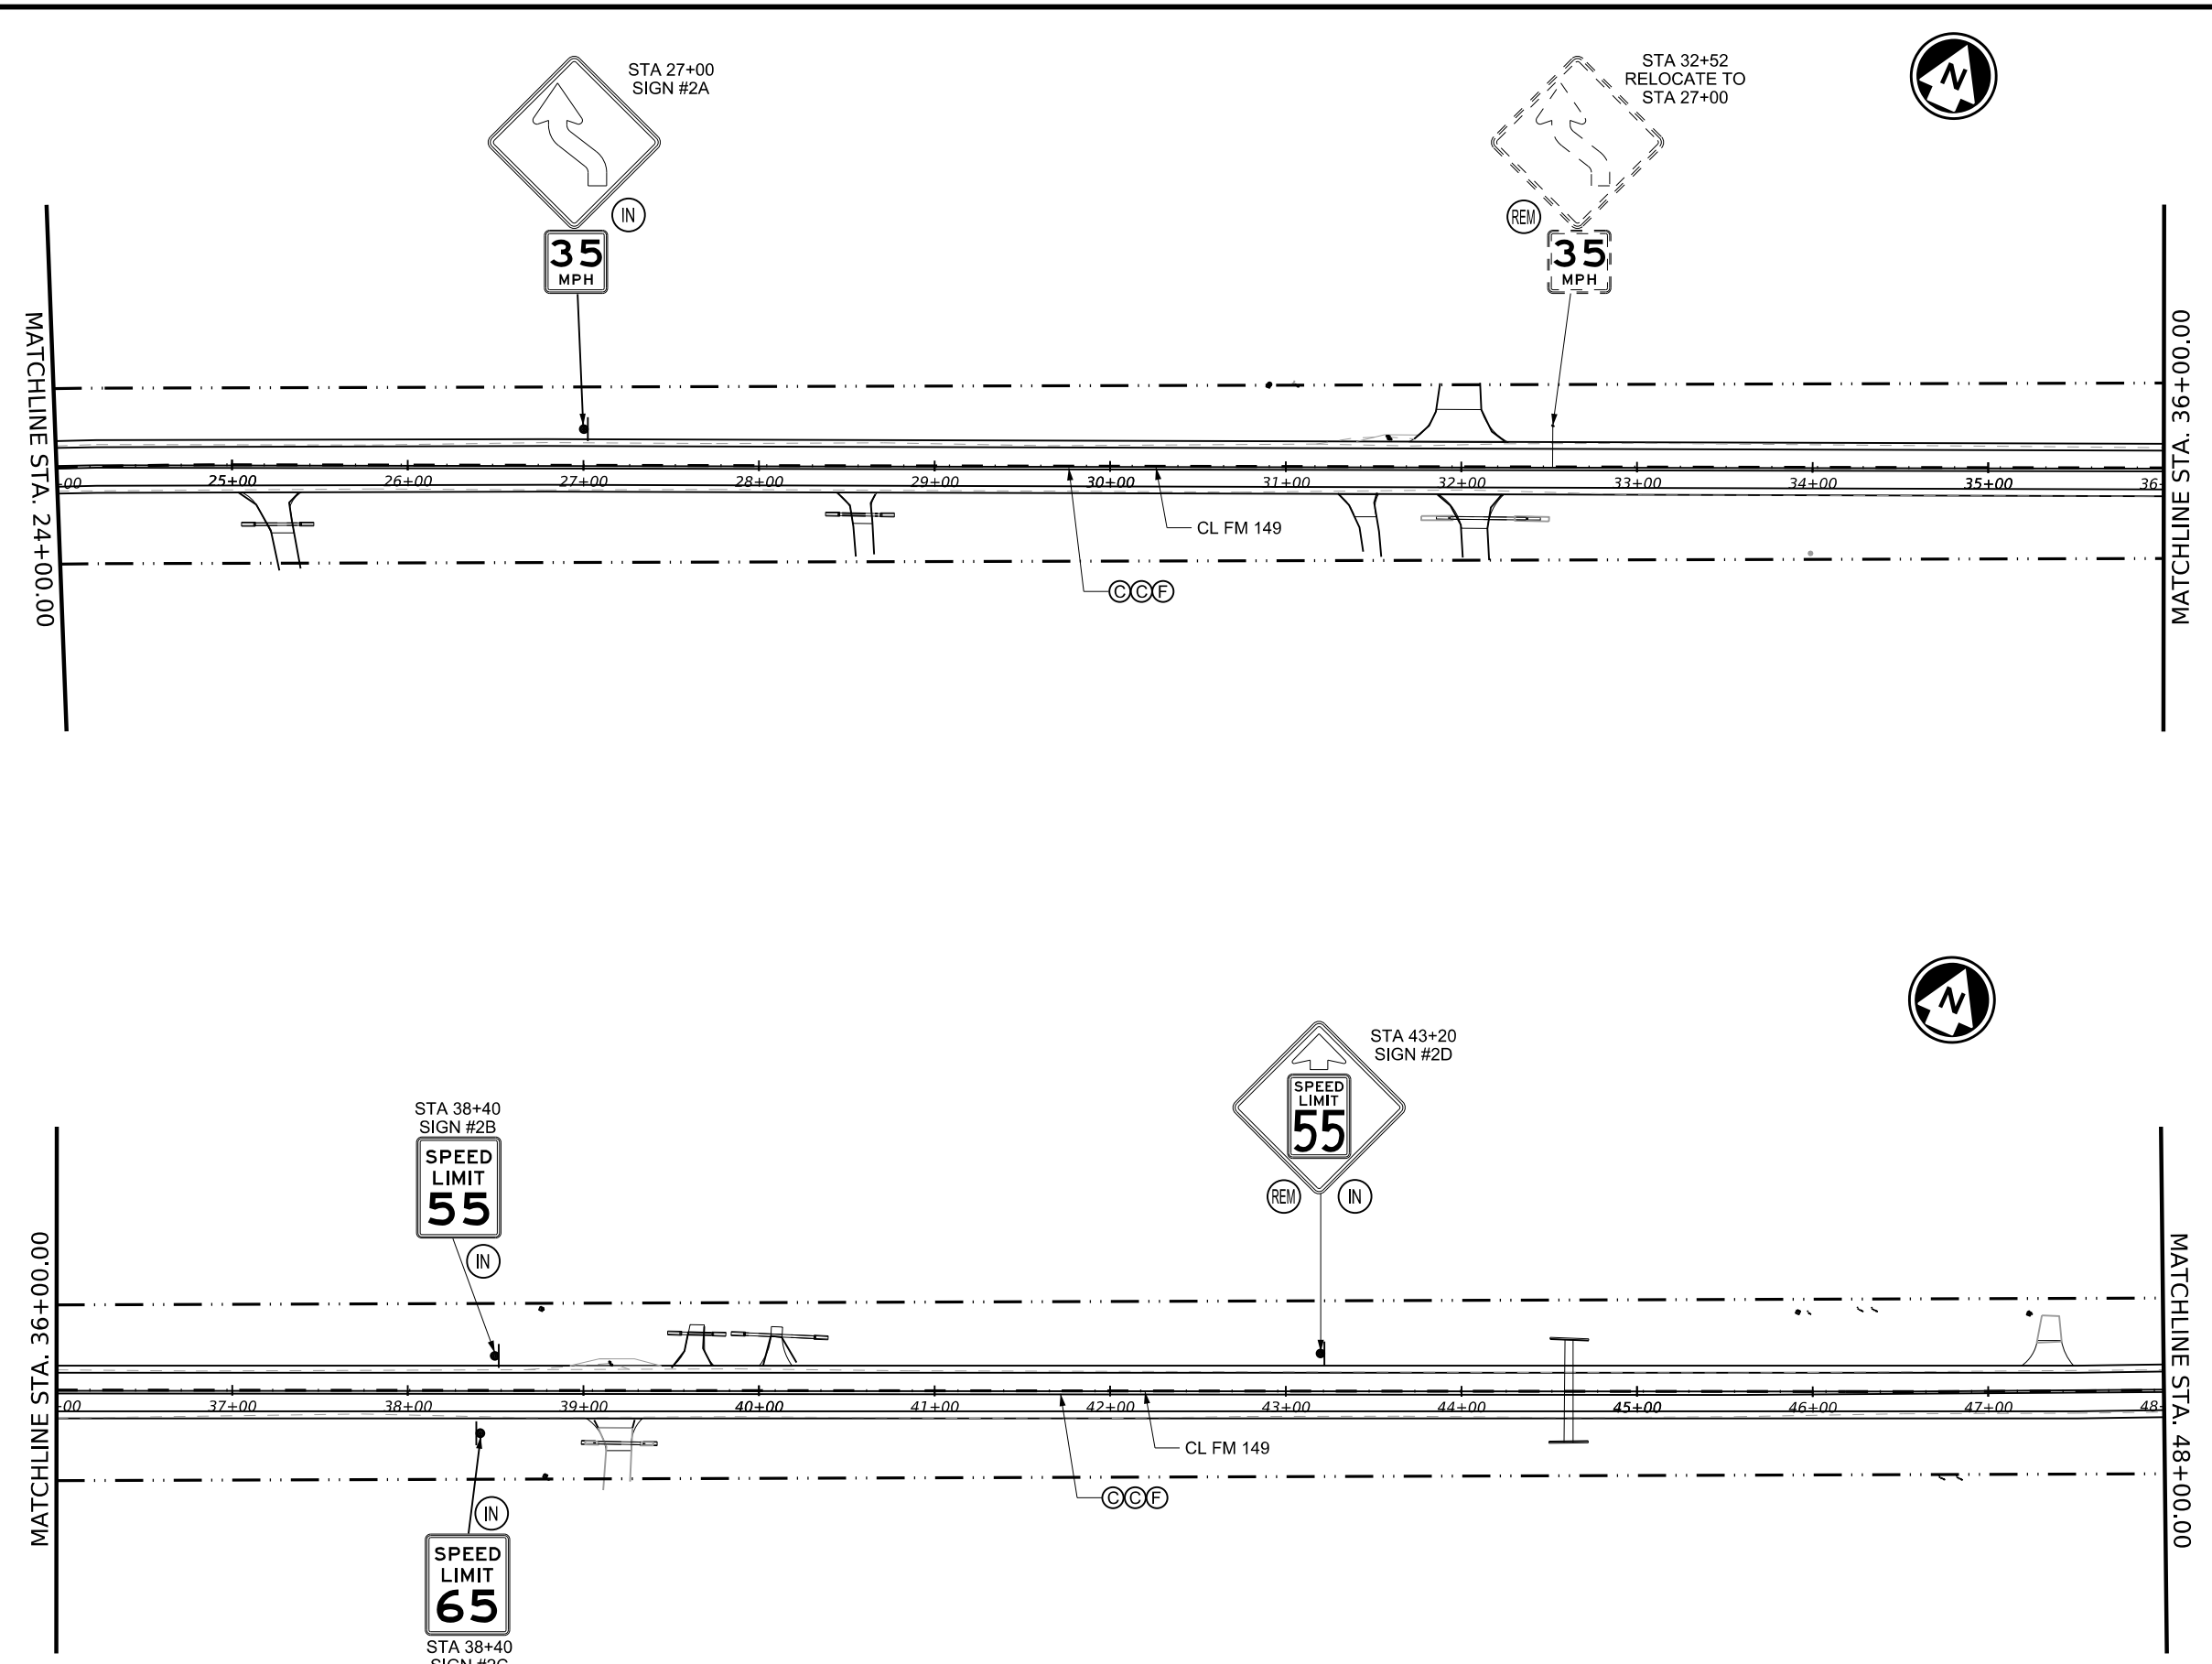 STA 27+00
SIGN #2A
IN
35
MPH
STA 32+52
RELOCATE TO
STA 27+00
REM
35
MPH
N
MATCHLINE STA. 24+00.00
MATCHLINE STA. 36+00.00
-00
25+00
26+00
27+00
28+00
29+00
30+00
31+00
32+00
33+00
34+00
35+00
36-
CL FM 149
C C F
N
STA 43+20
SIGN #2D
SPEED
LIMIT
55
REM
IN
STA 38+40
SIGN #2B
SPEED
LIMIT
55
IN
MATCHLINE STA. 36+00.00
MATCHLINE STA. 48+00.00
-00
37+00
38+00
39+00
40+00
41+00
42+00
43+00
44+00
45+00
46+00
47+00
48-
CL FM 149
C C F
IN
SPEED
LIMIT
65
STA 38+40
SIGN #2C